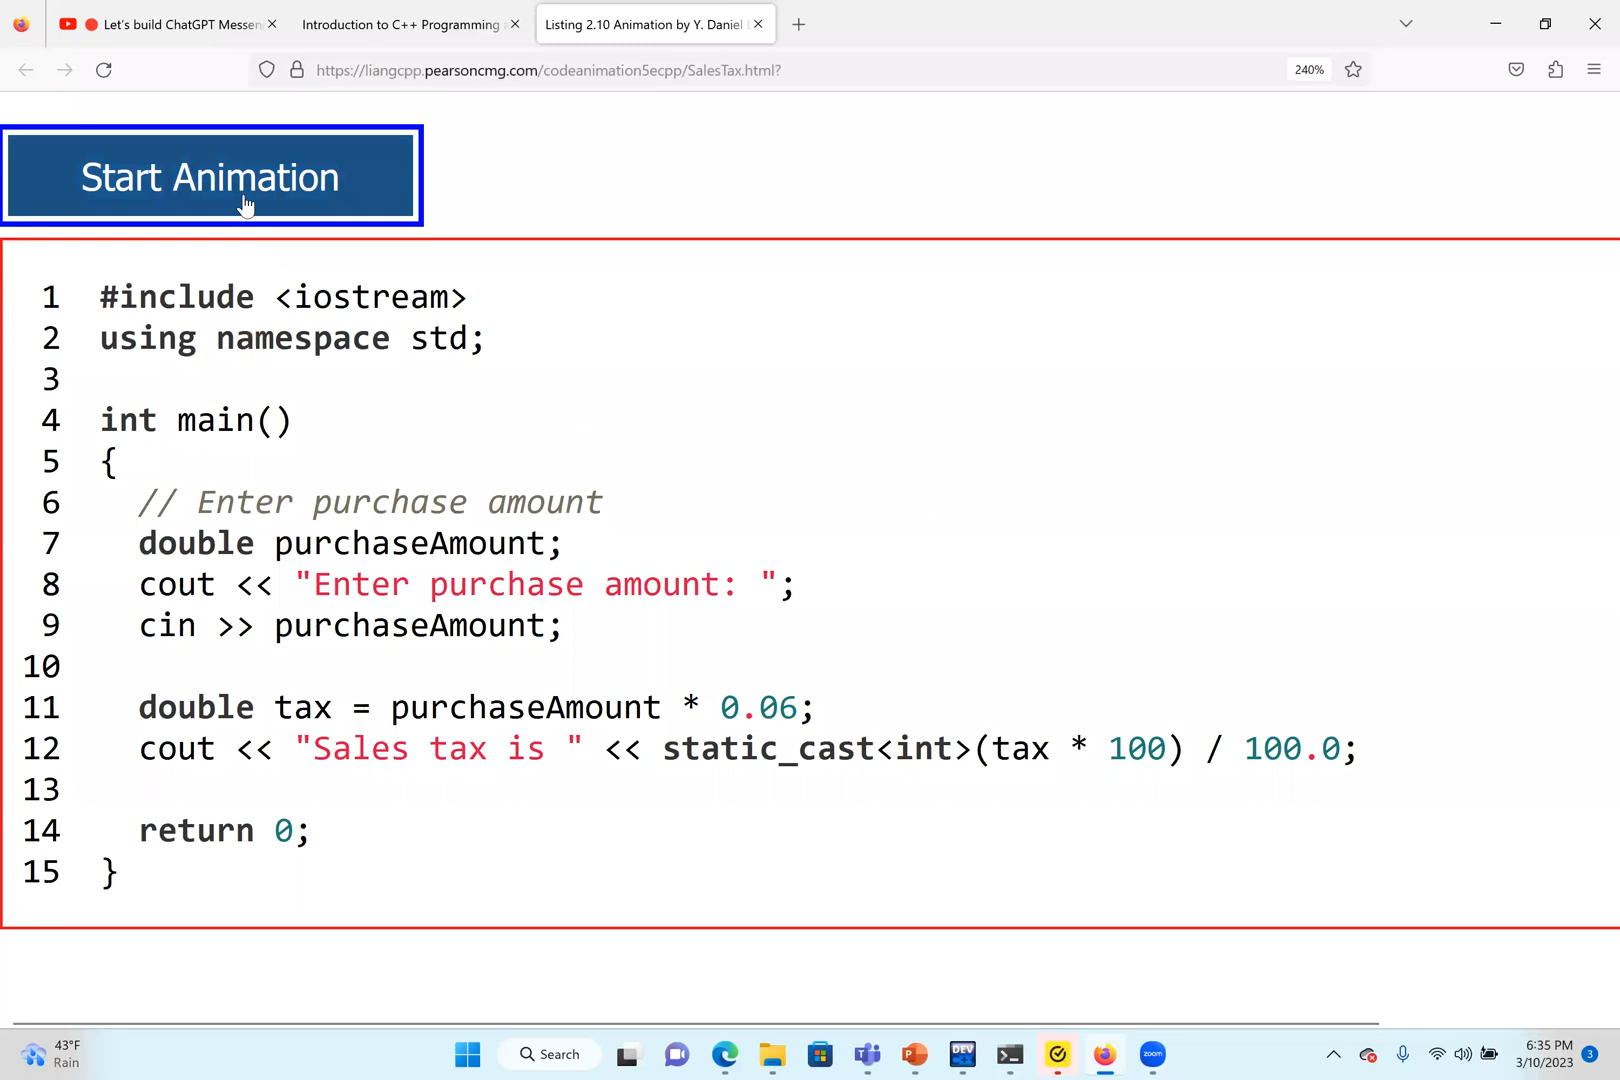 Let's build ChatGPT Messen
Introduction to C++ Programming
Listing 2.10 Animation by Y. Daniel
https://liangcpp.pearsoncmg.com/codeanimation5ecpp/SalesTax.html?
240%
Start Animation
1 #include <iostream>
2 using namespace std;
3
4 int main()
5 {
6 // Enter purchase amount
7 double purchaseAmount;
8 cout << "Enter purchase amount: ";
9 cin >> purchaseAmount;
10
11 double tax = purchaseAmount * 0.06;
12 cout << "Sales tax is " << static_cast<int>(tax * 100) / 100.0;
13
14 return 0;
15 }
43°F
Rain
Search
DEV
zoom
6:35 PM
3/10/2023
3